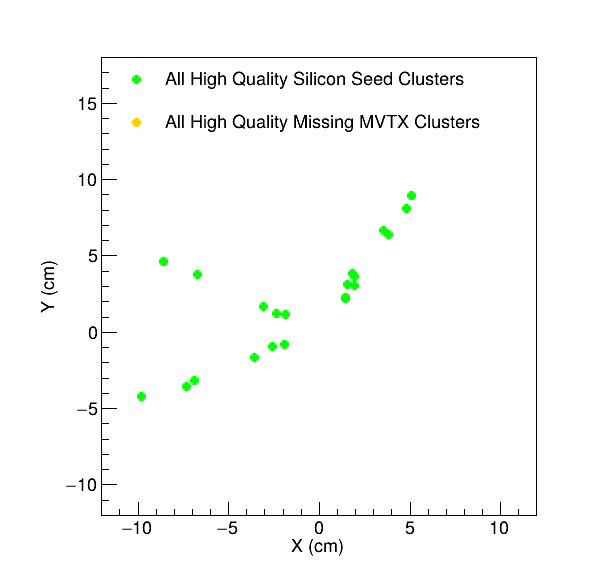 All High Quality Silicon Seed Clusters
All High Quality Missing MVTX Clusters
15
10
5
0
−5
−10
Y (cm)
−10 −5 0 5 10
X (cm)